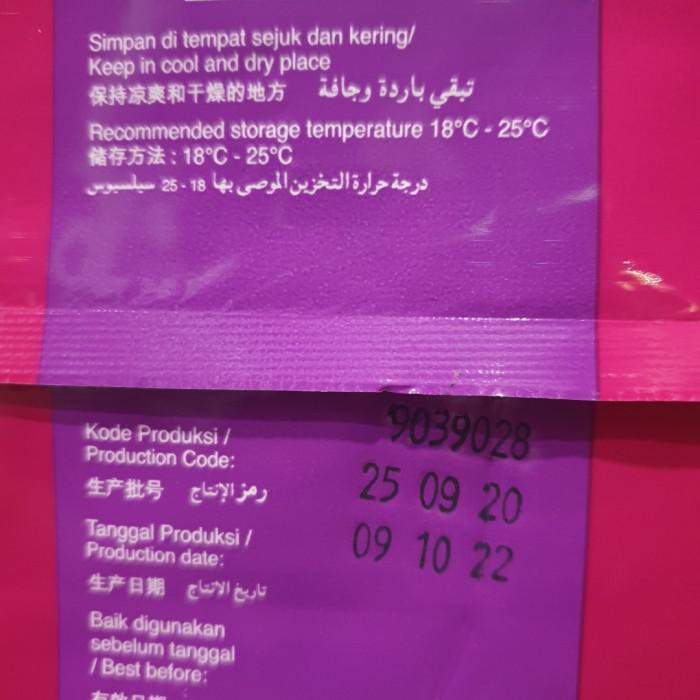 Simpan di tempat sejuk dan kering/
Keep in cool and dry place
保持凉爽和干燥的地方 تبقي باردة وجافة
Recommended storage temperature 18°C - 25°C
储存方法 : 18°C - 25°C
درجة حرارة التخزين الموصى بها 18 - 25 سيلسيوس
Kode Produksi /
Production Code:
9039028
生产批号 رمز الإنتاج
25 09 20
Tanggal Produksi /
Production date:
09 10 22
生产日期 تاريخ الانتاج
Baik digunakan
sebelum tanggal
/ Best before: